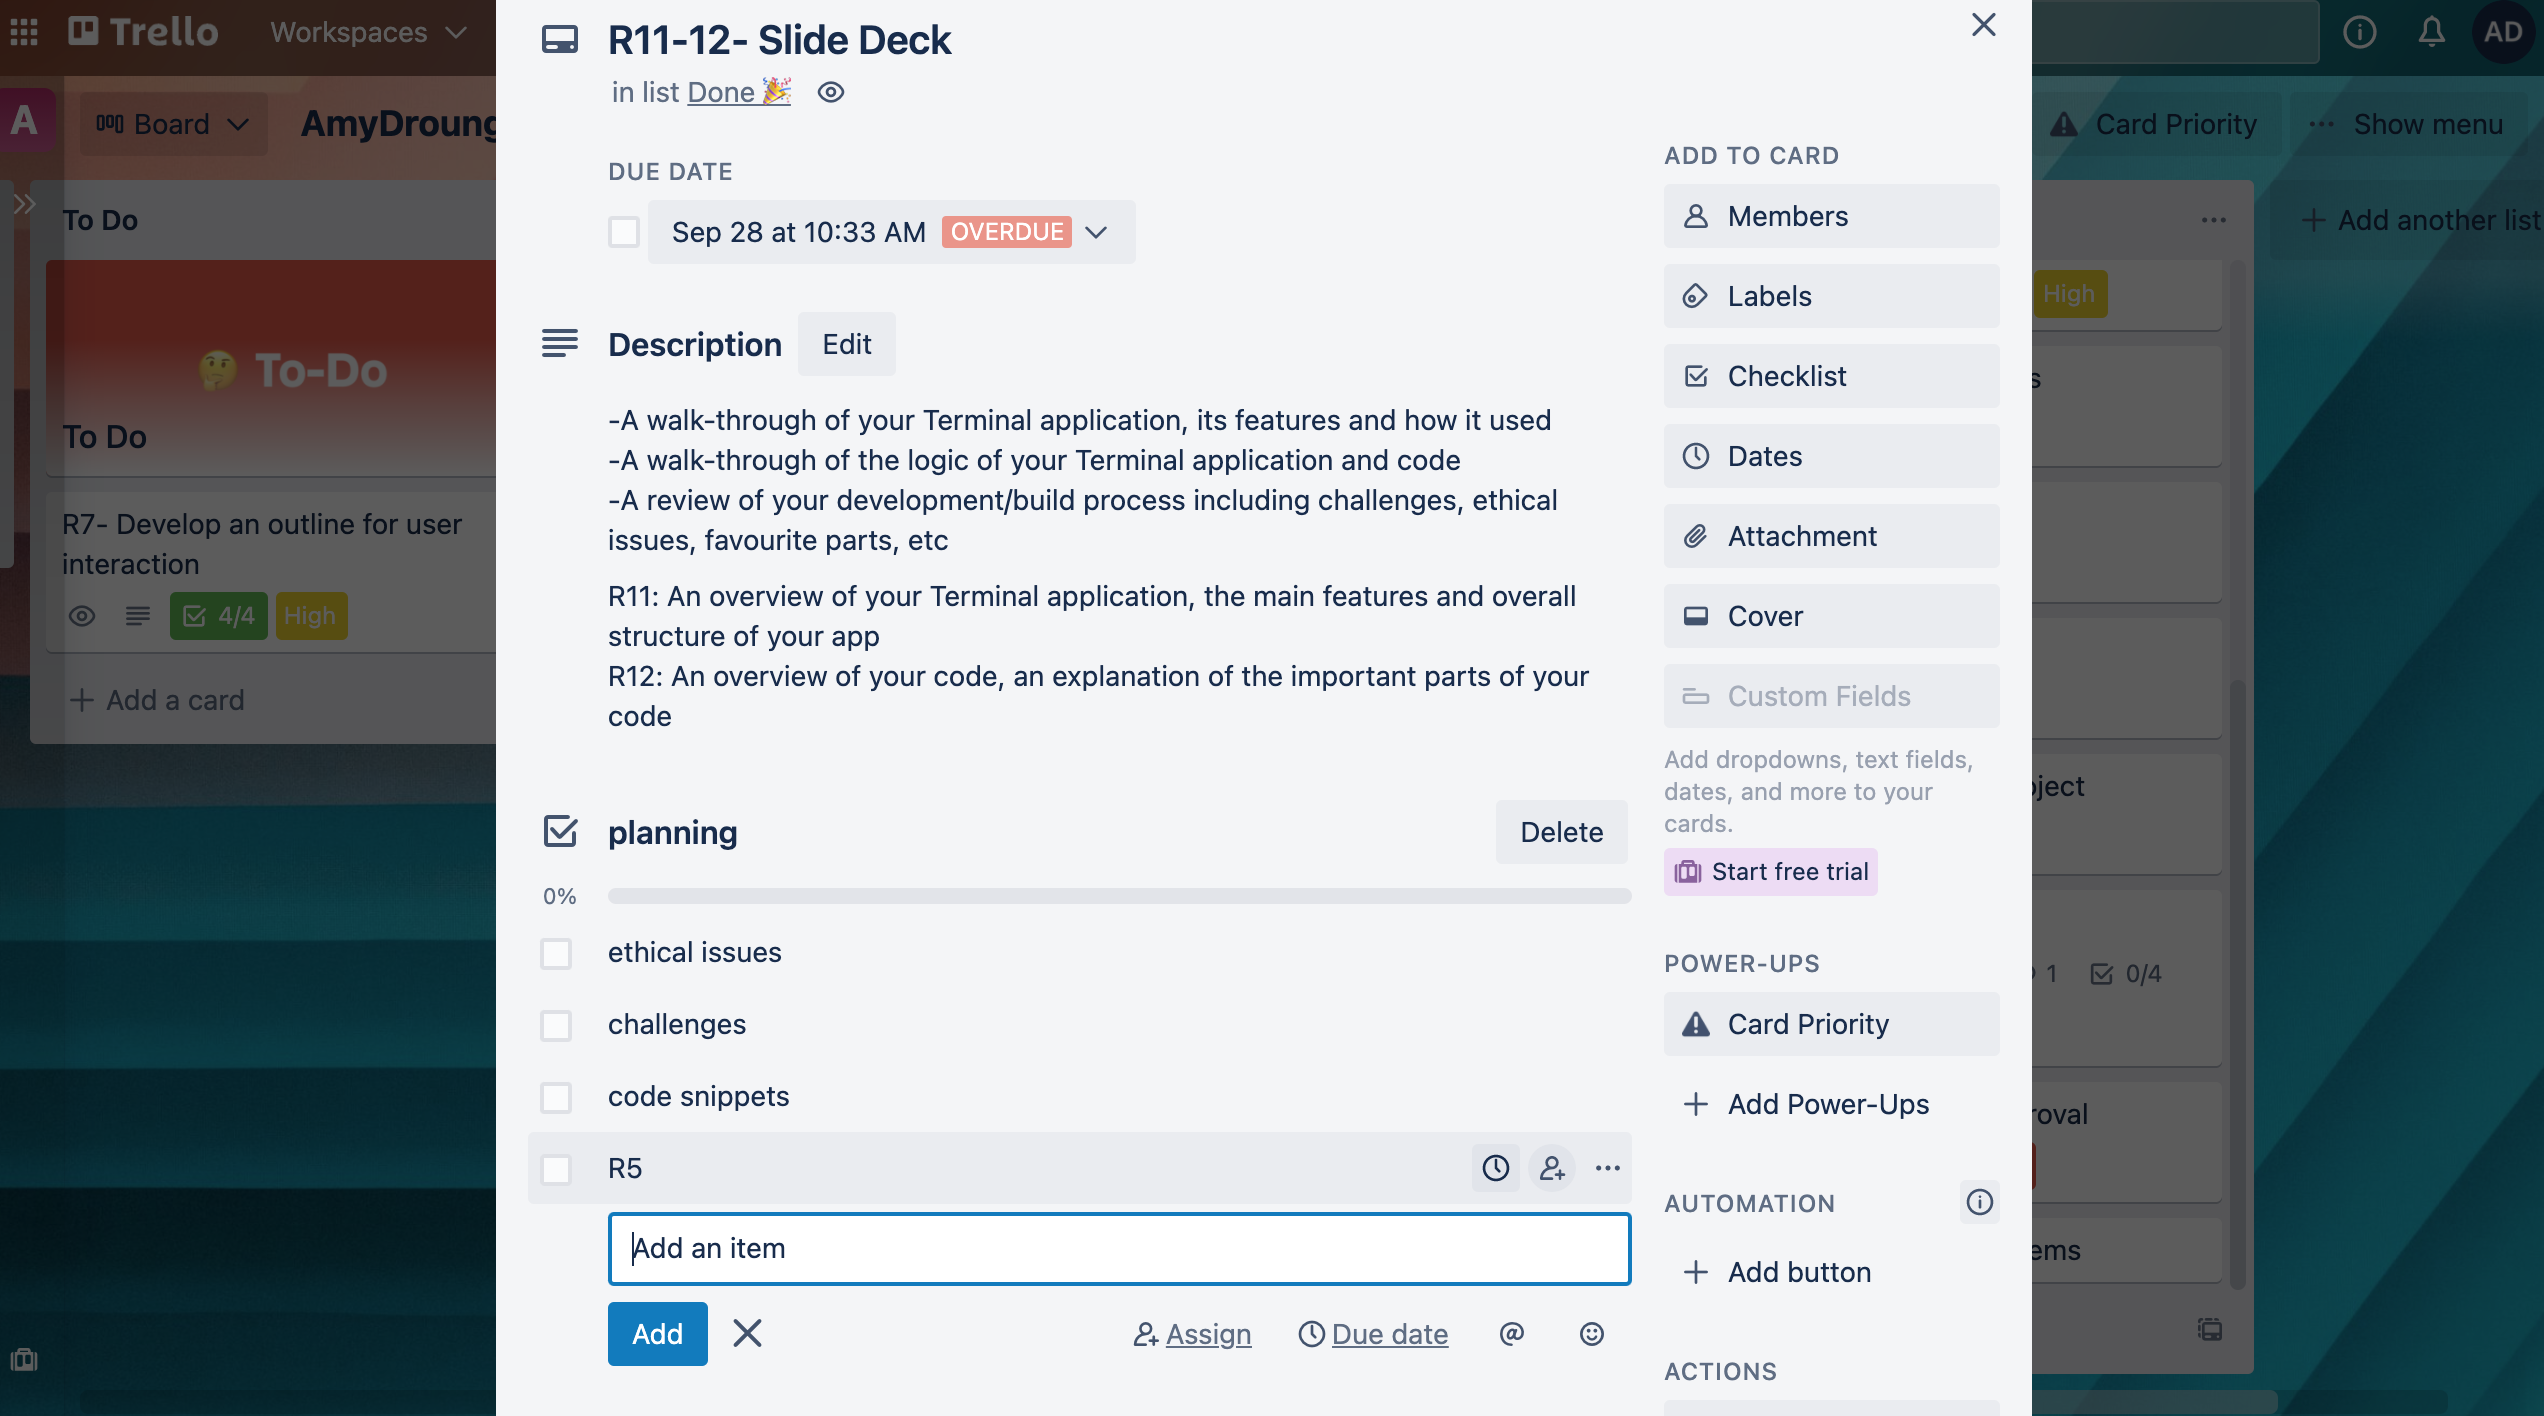 Trello
Workspaces
AD
A
Board
AmyDroung
Card Priority
Show menu
To Do
🤔 To-Do
To Do
R7- Develop an outline for user
interaction
4/4
High
+ Add a card
R11-12- Slide Deck
in list Done 🎉
DUE DATE
Sep 28 at 10:33 AM OVERDUE
Description
Edit
-A walk-through of your Terminal application, its features and how it used
-A walk-through of the logic of your Terminal application and code
-A review of your development/build process including challenges, ethical
issues, favourite parts, etc
R11: An overview of your Terminal application, the main features and overall
structure of your app
R12: An overview of your code, an explanation of the important parts of your
code
planning
Delete
0%
ethical issues
challenges
code snippets
R5
Add an item
Add
Assign
Due date
@
ADD TO CARD
Members
Labels
Checklist
Dates
Attachment
Cover
Custom Fields
Add dropdowns, text fields,
dates, and more to your
cards.
Start free trial
POWER-UPS
Card Priority
+ Add Power-Ups
AUTOMATION
+ Add button
ACTIONS
+ Add another list
High
s
ject
1
0/4
roval
ems